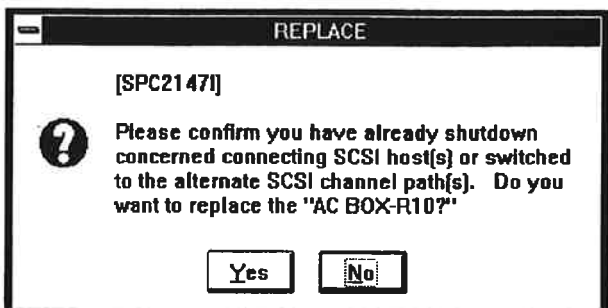 REPLACE
[SPC2147I]
Please confirm you have already shutdown
concerned connecting SCSI host(s) or switched
to the alternate SCSI channel path(s). Do you
want to replace the "AC BOX-R10?"
Yes
No